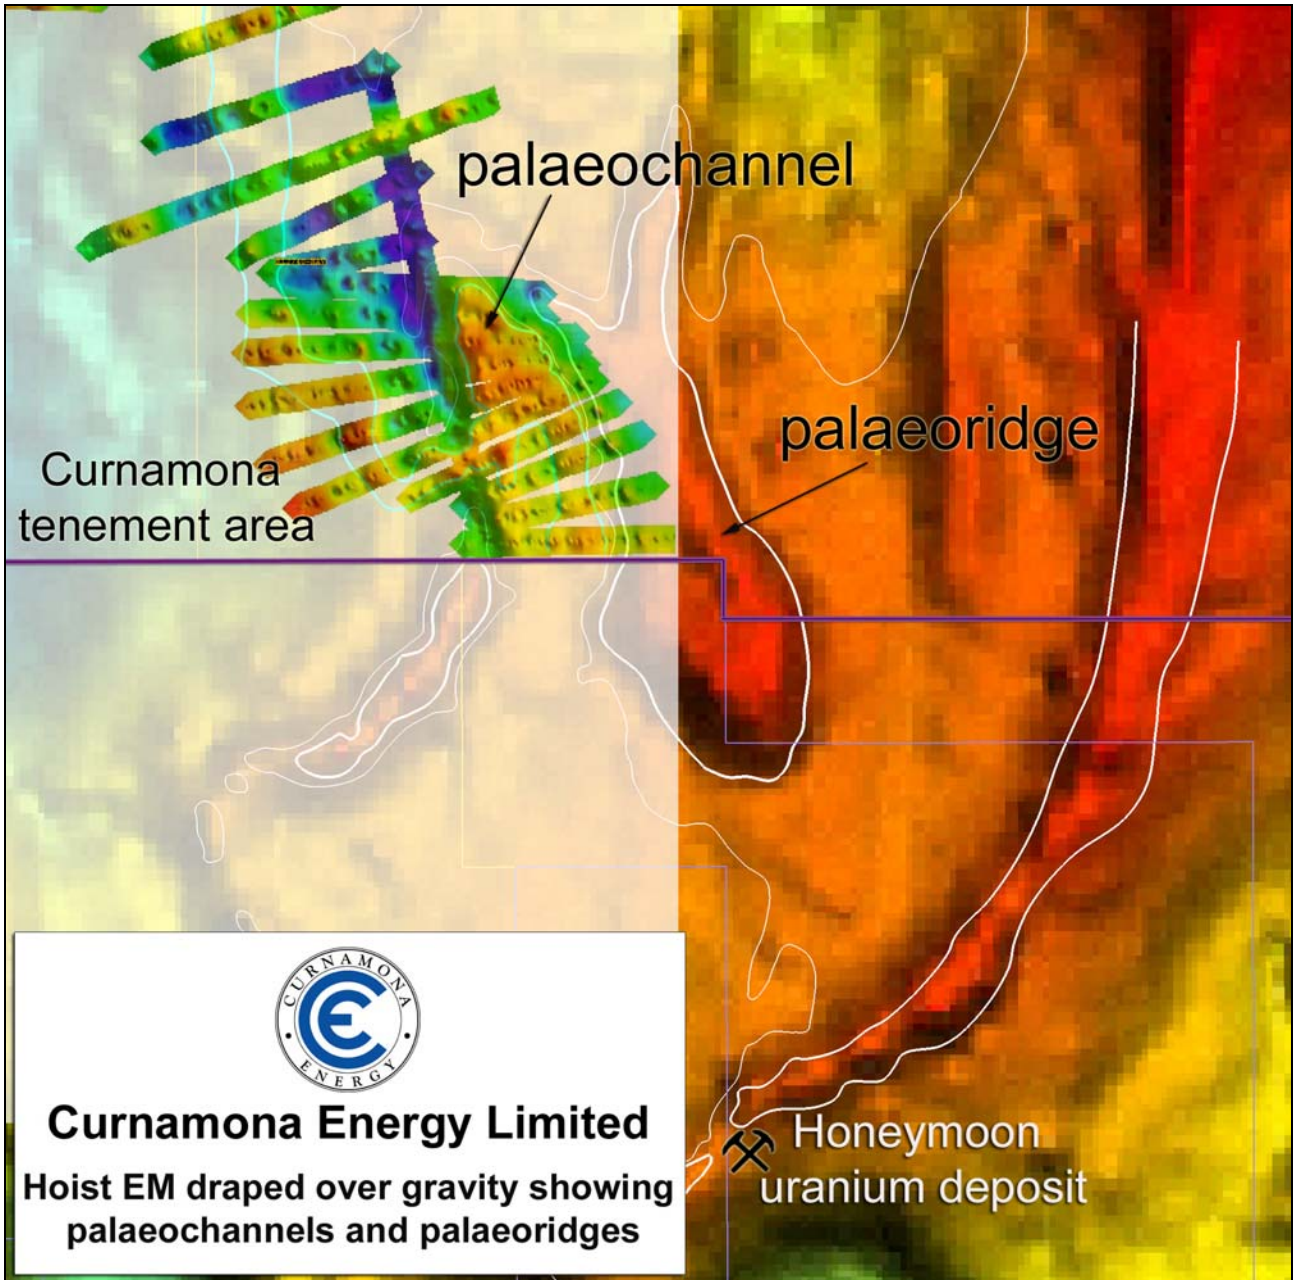 palaeochannel
palaeoridge
Curnamona
tenement area
CURNAMONA
ENERGY
CE
Curnamona Energy Limited
Hoist EM draped over gravity showing
palaeochannels and palaeoridges
Honeymoon
uranium deposit